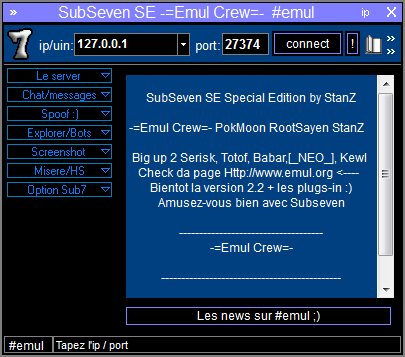 » SubSeven SE -=Emul Crew=- #emul ip X
ip/uin: 127.0.0.1 port: 27374 connect ! »
»
Le server
Chat/messages
Spoof :)
Explorer/Bots
Screenshot
Misere/HS
Option Sub7
SubSeven SE Special Edition by StanZ
-=Emul Crew=- PokMoon RootSayen StanZ
Big up 2 Serisk, Totof, Babar,[_NEO_], Kewl
Check da page Http://www.emul.org <----
Bientot la version 2.2 + les plugs-in :)
Amusez-vous bien avec Subseven
------------------------------------
-=Emul Crew=-
---------------------------------------------
Les news sur #emul ;)
#emul Tapez l'ip / port